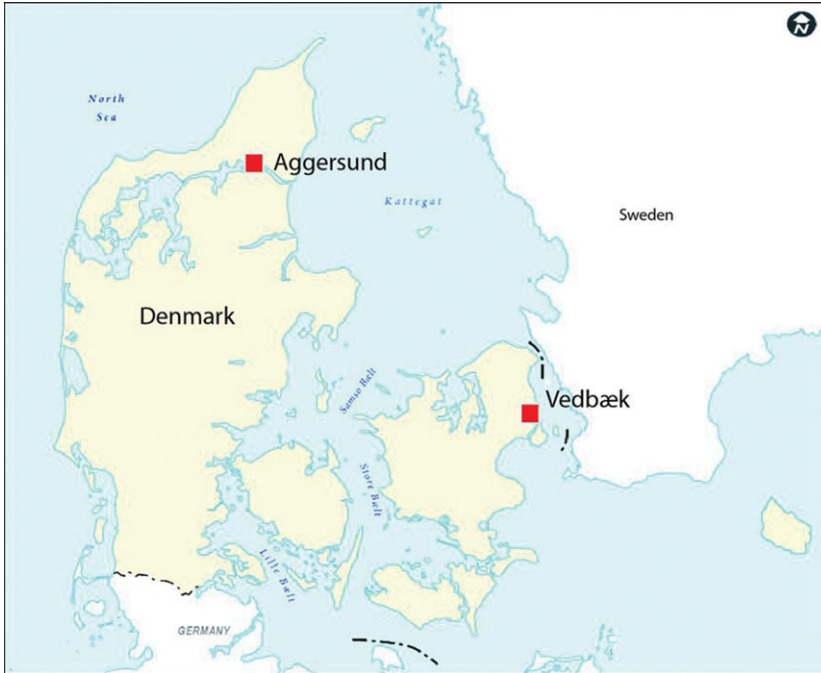 N
North
Sea
Aggersund
Kattegat
Sweden
Denmark
Samsø Bælt
Vedbæk
Store Bælt
Lille Bælt
GERMANY